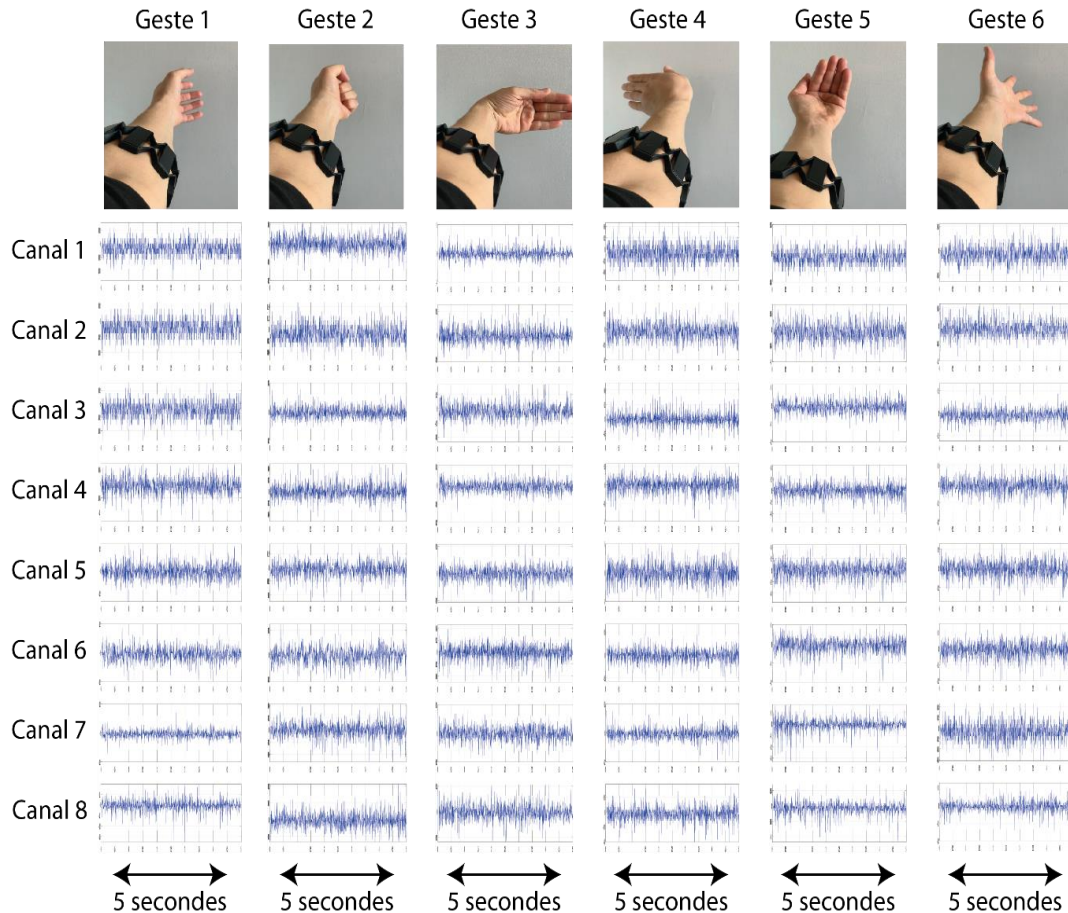 Geste 1 Geste 2 Geste 3 Geste 4 Geste 5 Geste 6
Canal 1
Canal 2
Canal 3
Canal 4
Canal 5
Canal 6
Canal 7
Canal 8
5 secondes 5 secondes 5 secondes 5 secondes 5 secondes 5 secondes